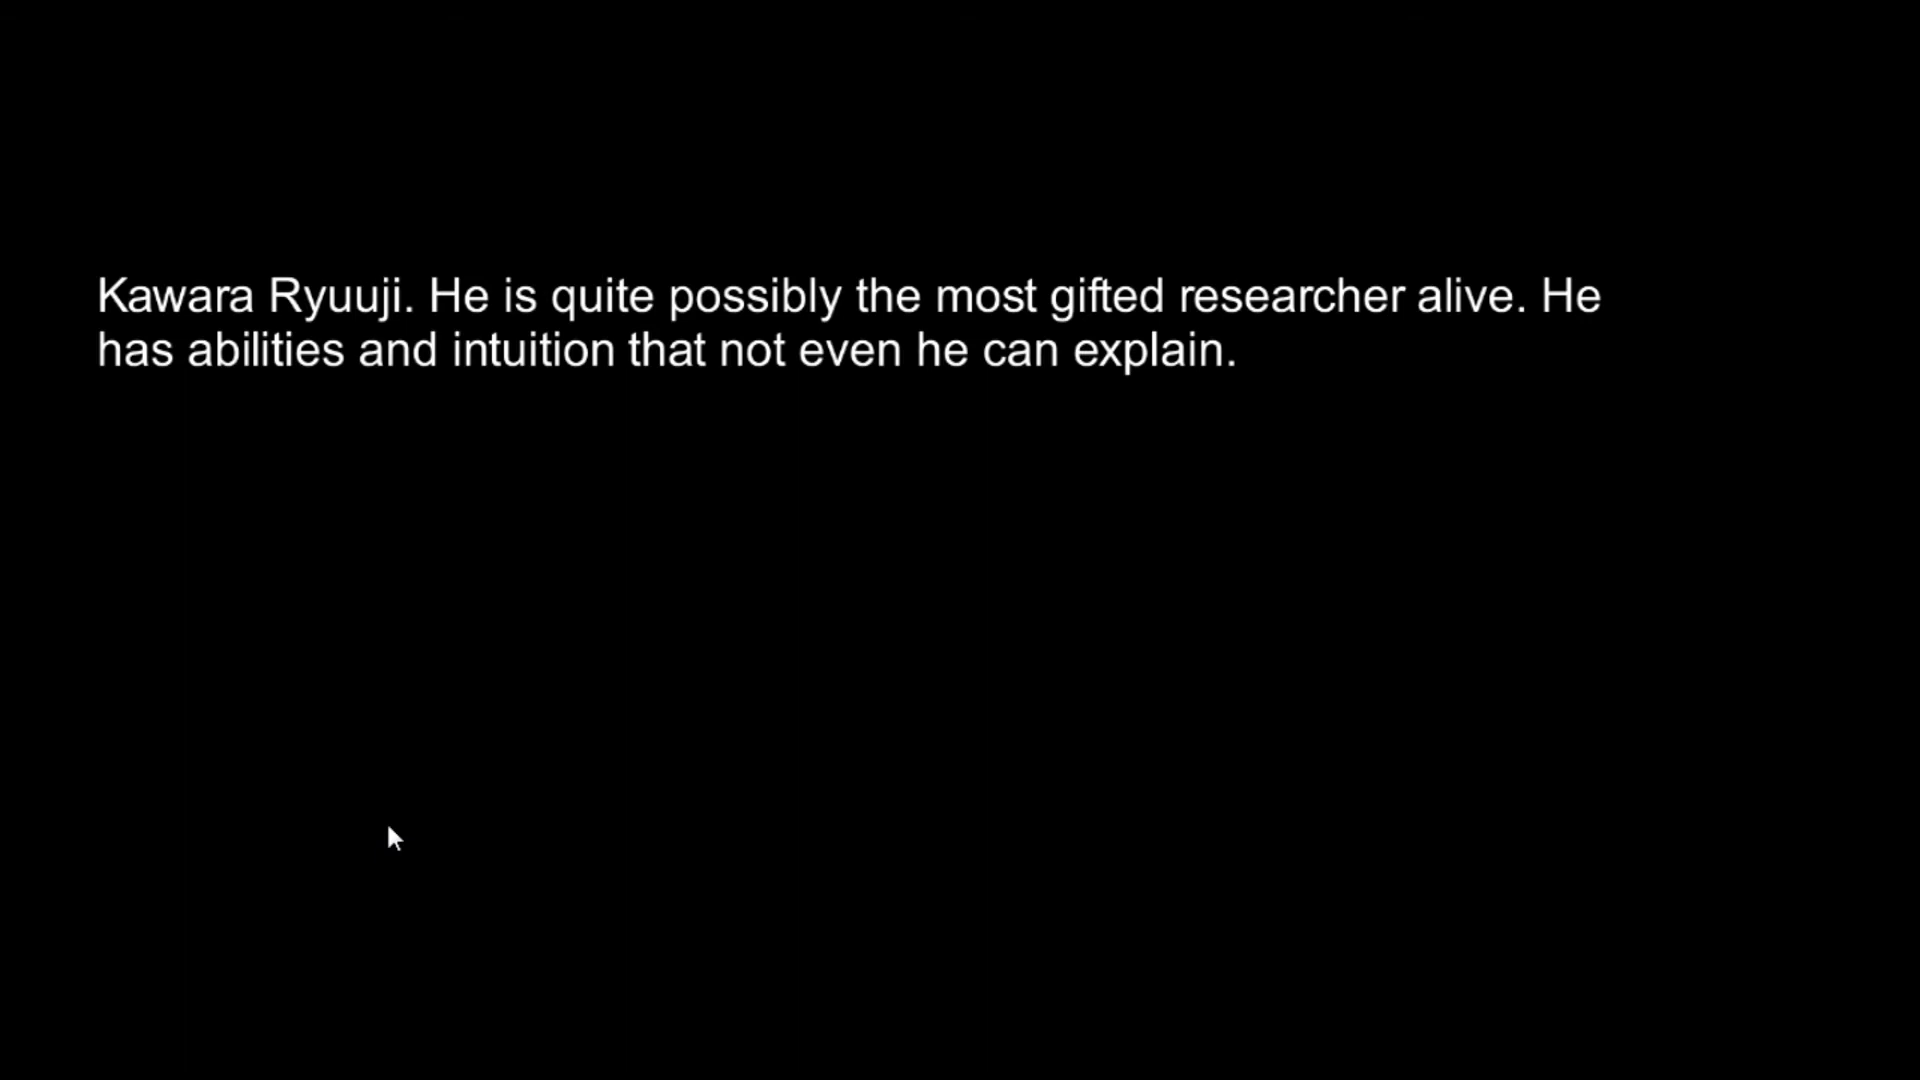 Kawara Ryuuji. He is quite possibly the most gifted researcher alive. He
has abilities and intuition that not even he can explain.